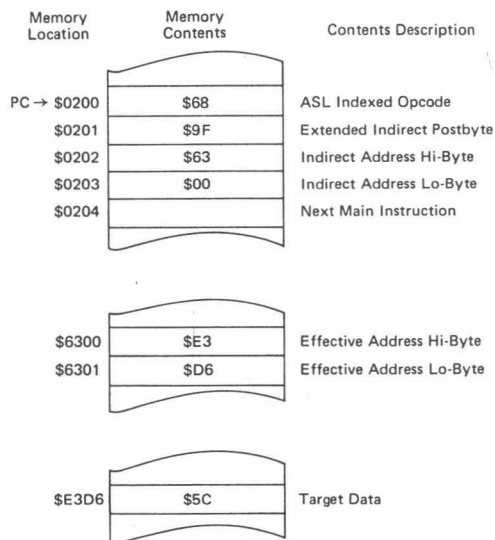 Memory Location Memory Contents Contents Description
PC → $0200 $68 ASL Indexed Opcode
$0201 $9F Extended Indirect Postbyte
$0202 $63 Indirect Address Hi-Byte
$0203 $00 Indirect Address Lo-Byte
$0204 Next Main Instruction
$6300 $E3 Effective Address Hi-Byte
$6301 $D6 Effective Address Lo-Byte
$E3D6 $5C Target Data